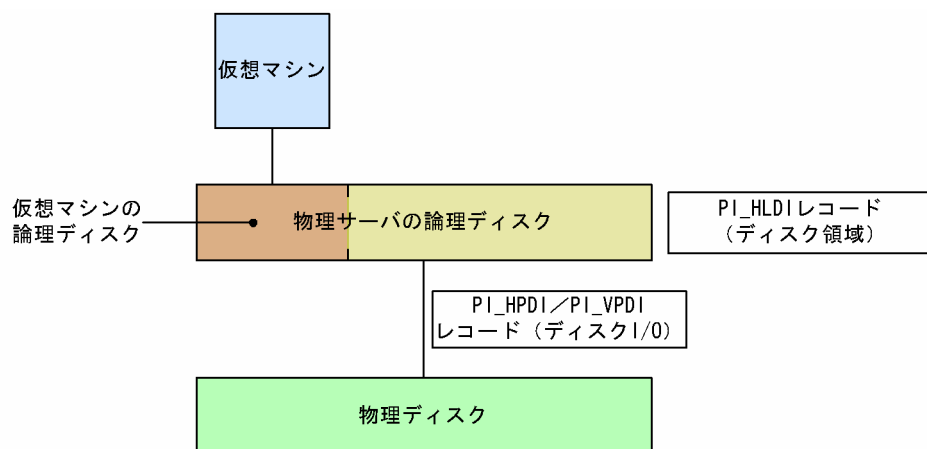 仮想マシン
仮想マシンの
論理ディスク
物理サーバの論理ディスク
PI_HLDIレコード
（ディスク領域）
PI_HPDI／PI_VPDI
レコード（ディスクI/O）
物理ディスク